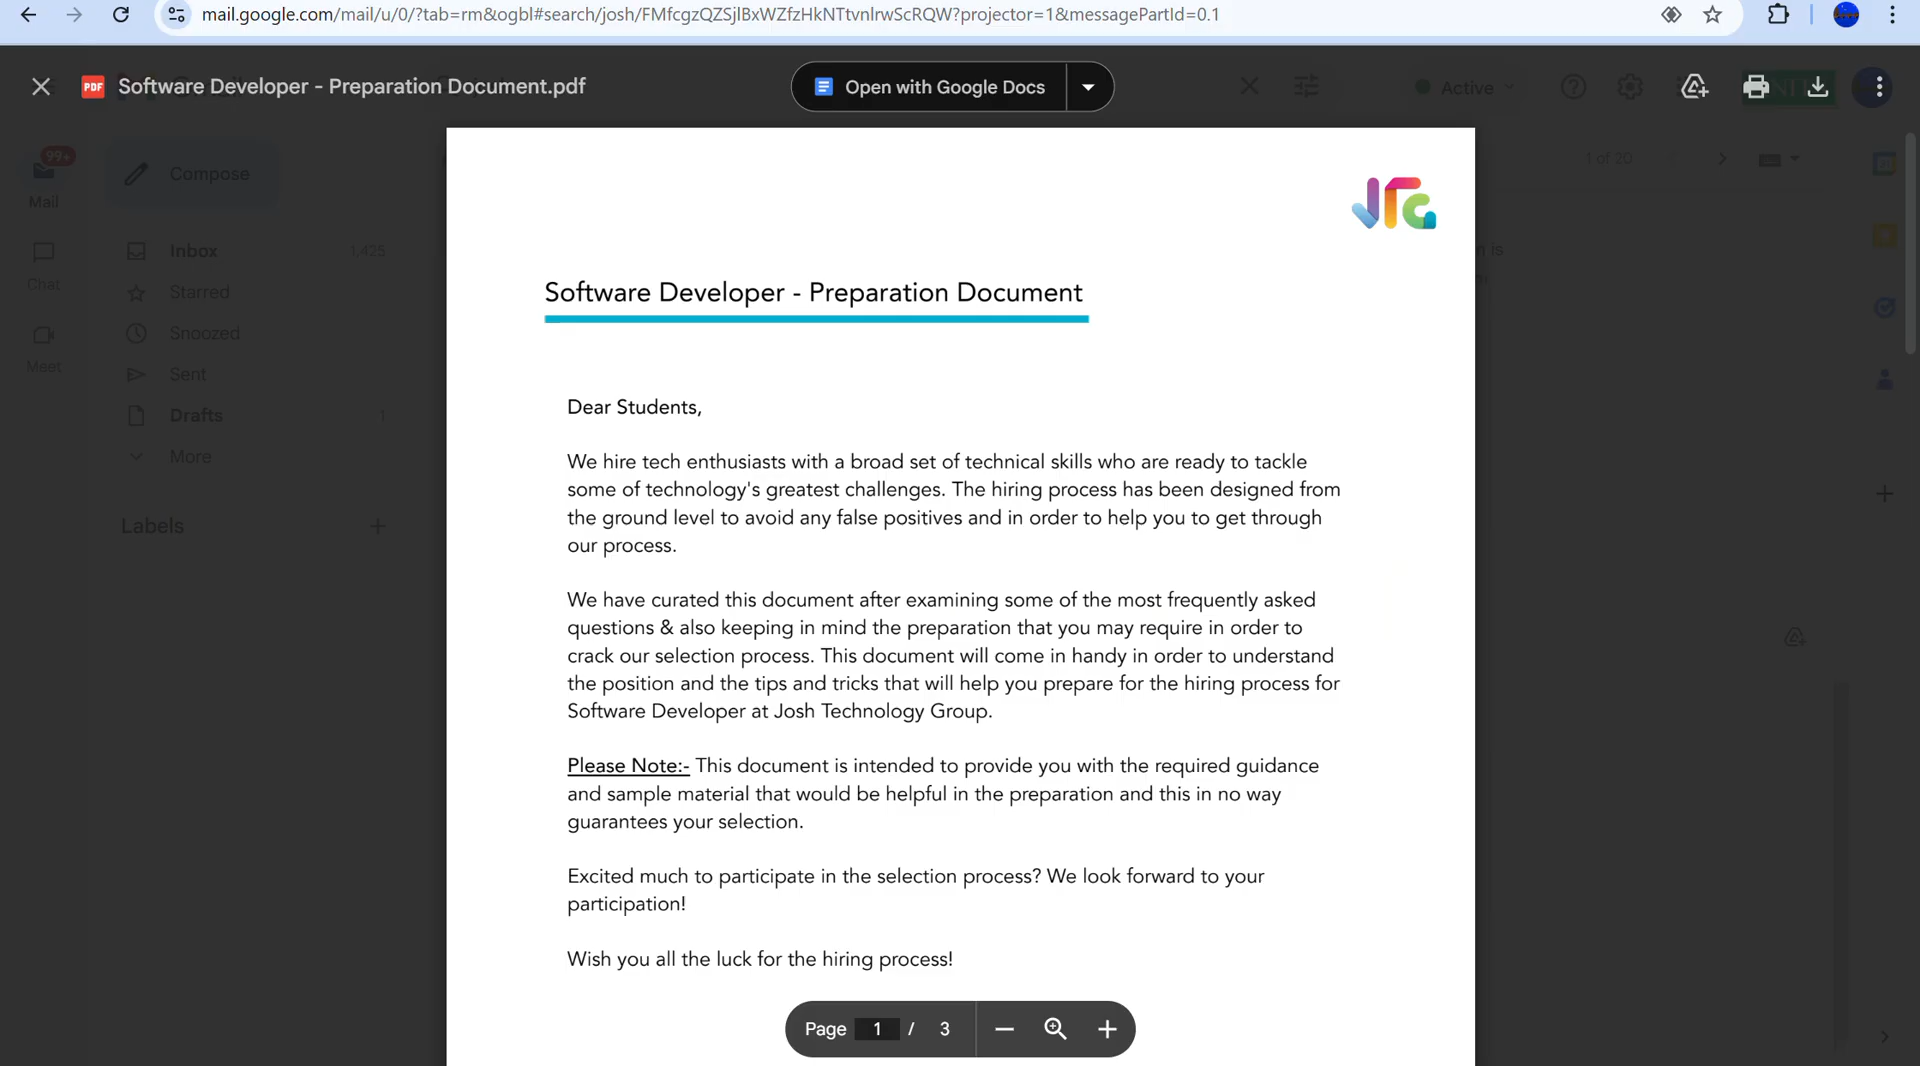 mail.google.com/mail/u/0/?tab=rm&ogbl#search/josh/FMfcgzQZSjlBxWZfzHkNTtvnlrwScRQW?projector=1&messagePartId=0.1
PDF Software Developer - Preparation Document.pdf
Open with Google Docs
Active
99+
Mail
Compose
1 of 20
Chat
Inbox 1,425
Starred
Snoozed
Meet
Sent
Drafts 1
More
Labels
JTG
Software Developer - Preparation Document
Dear Students,
We hire tech enthusiasts with a broad set of technical skills who are ready to tackle
some of technology's greatest challenges. The hiring process has been designed from
the ground level to avoid any false positives and in order to help you to get through
our process.
We have curated this document after examining some of the most frequently asked
questions & also keeping in mind the preparation that you may require in order to
crack our selection process. This document will come in handy in order to understand
the position and the tips and tricks that will help you prepare for the hiring process for
Software Developer at Josh Technology Group.
Please Note:- This document is intended to provide you with the required guidance
and sample material that would be helpful in the preparation and this in no way
guarantees your selection.
Excited much to participate in the selection process? We look forward to your
participation!
Wish you all the luck for the hiring process!
Page 1 / 3